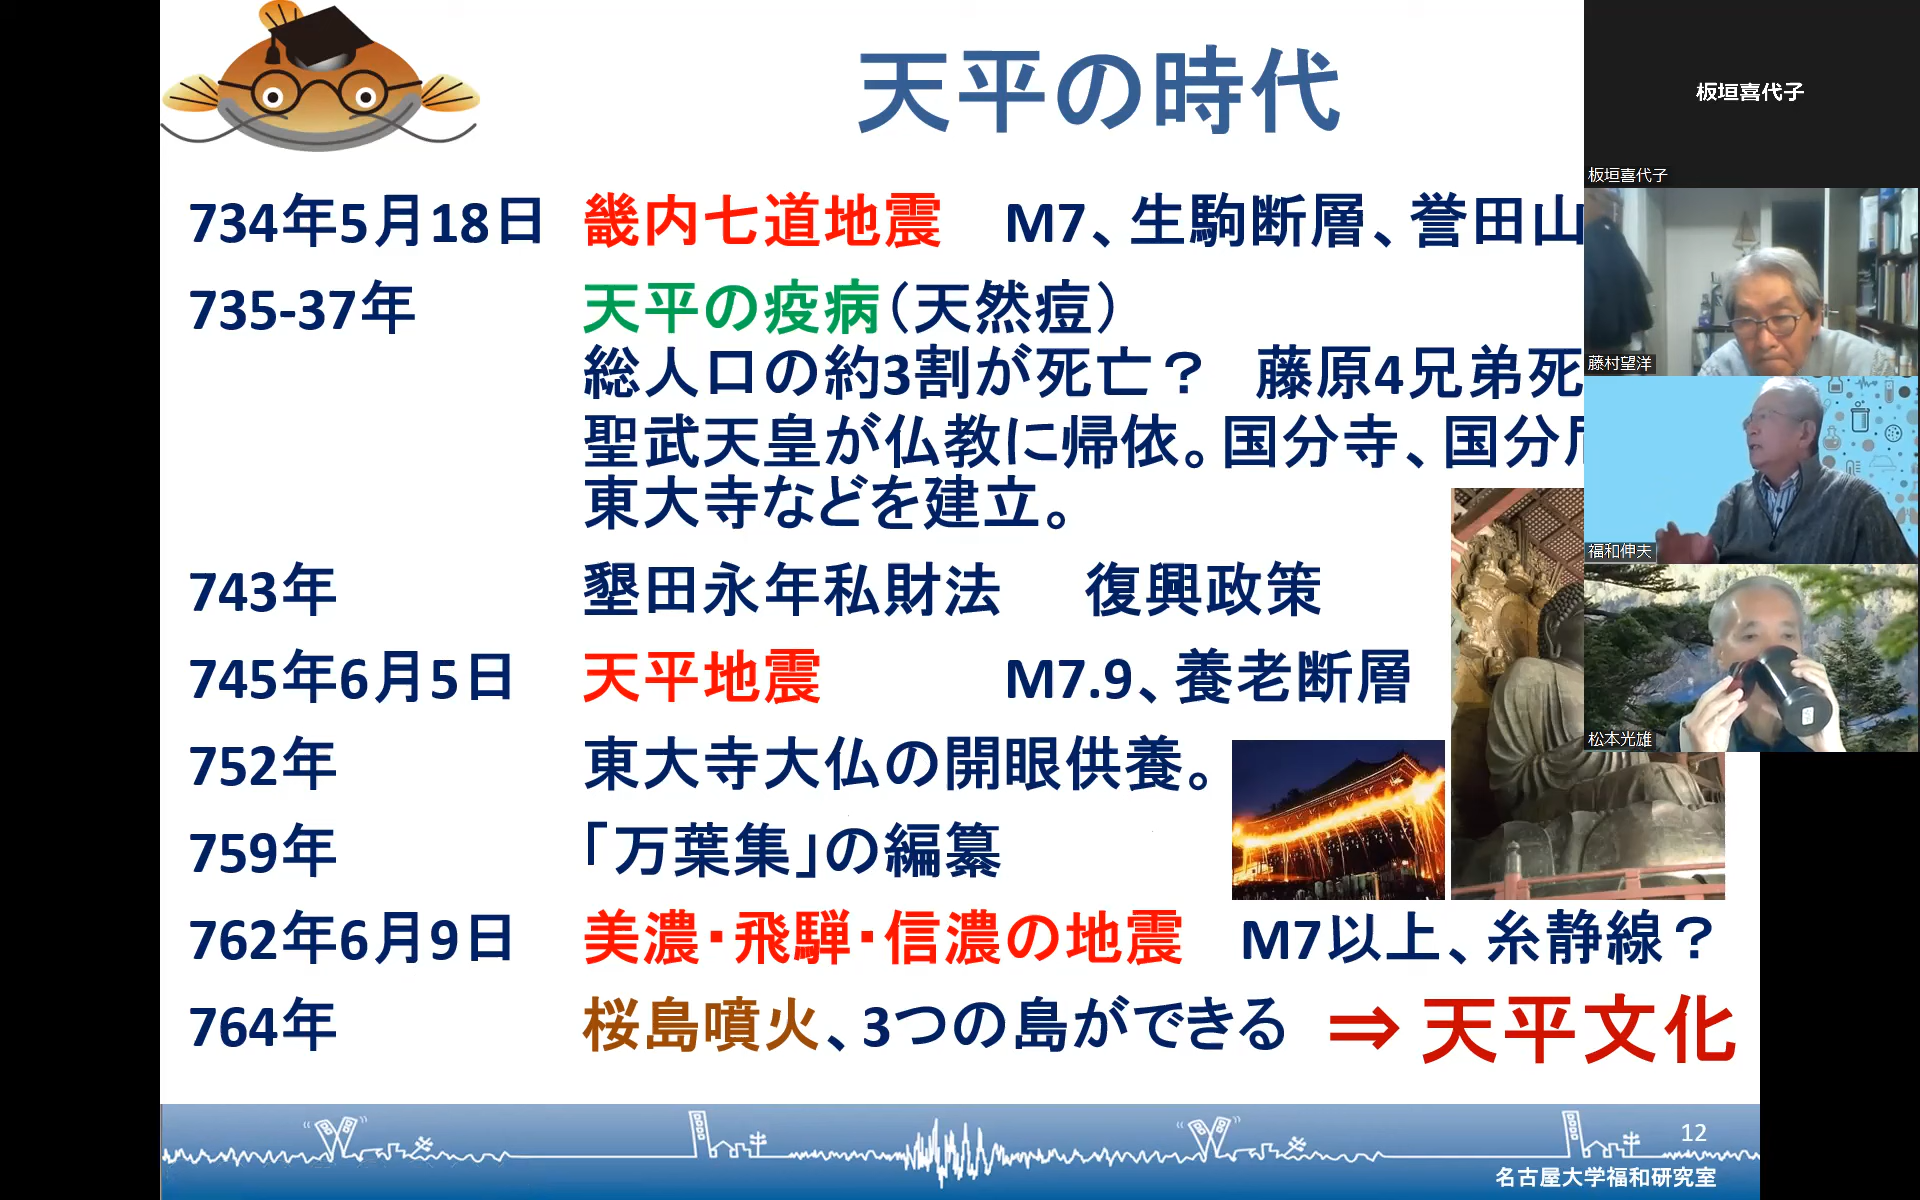 天平の時代
734年5月18日 畿内七道地震 M7、生駒断層、誉田山
735-37年 天平の疫病（天然痘）
総人口の約3割が死亡？ 藤原4兄弟死
聖武天皇が仏教に帰依。国分寺、国分
東大寺などを建立。
743年 墾田永年私財法 復興政策
745年6月5日 天平地震 M7.9、養老断層
752年 東大寺大仏の開眼供養。
759年 「万葉集」の編纂
762年6月9日 美濃・飛騨・信濃の地震 M7以上、糸静線？
764年 桜島噴火、3つの島ができる ⇒ 天平文化
12
名古屋大学福和研究室
板垣喜代子
板垣喜代子
藤村望洋
福和伸夫
松本光雄